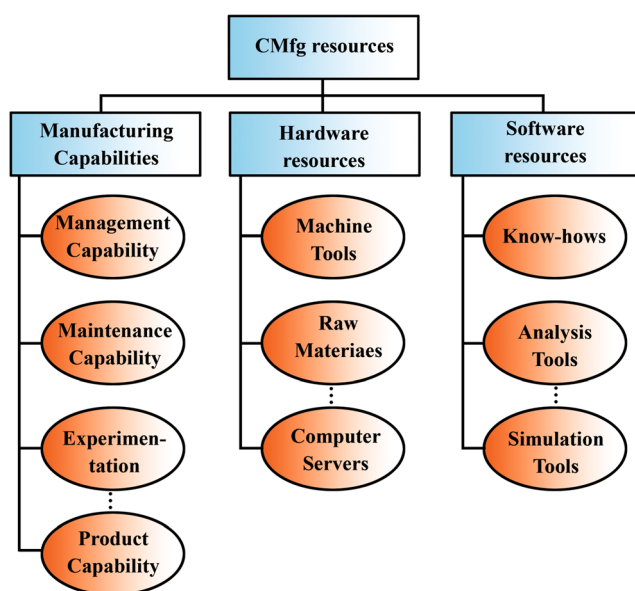 CMfg resources
Manufacturing
Capabilities
Management
Capability
Maintenance
Capability
Experimen-
tation
Product
Capability
Hardware
resources
Machine
Tools
Raw
Materiaes
Computer
Servers
Software
resources
Know-hows
Analysis
Tools
Simulation
Tools